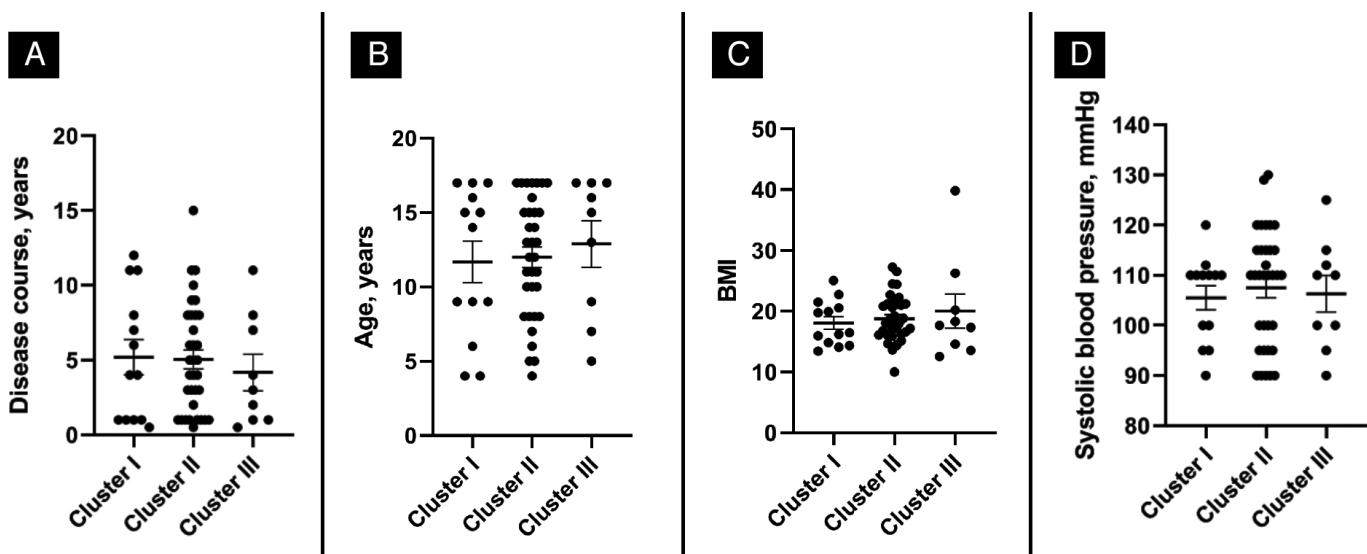 A
Disease course, years
20
15
10
5
0
Cluster I
Cluster II
Cluster III
B
Age, years
20
15
10
5
0
Cluster I
Cluster II
Cluster III
C
BMI
50
40
30
20
10
0
Cluster I
Cluster II
Cluster III
D
Systolic blood pressure, mmHg
140
130
120
110
100
90
80
Cluster I
Cluster II
Cluster III